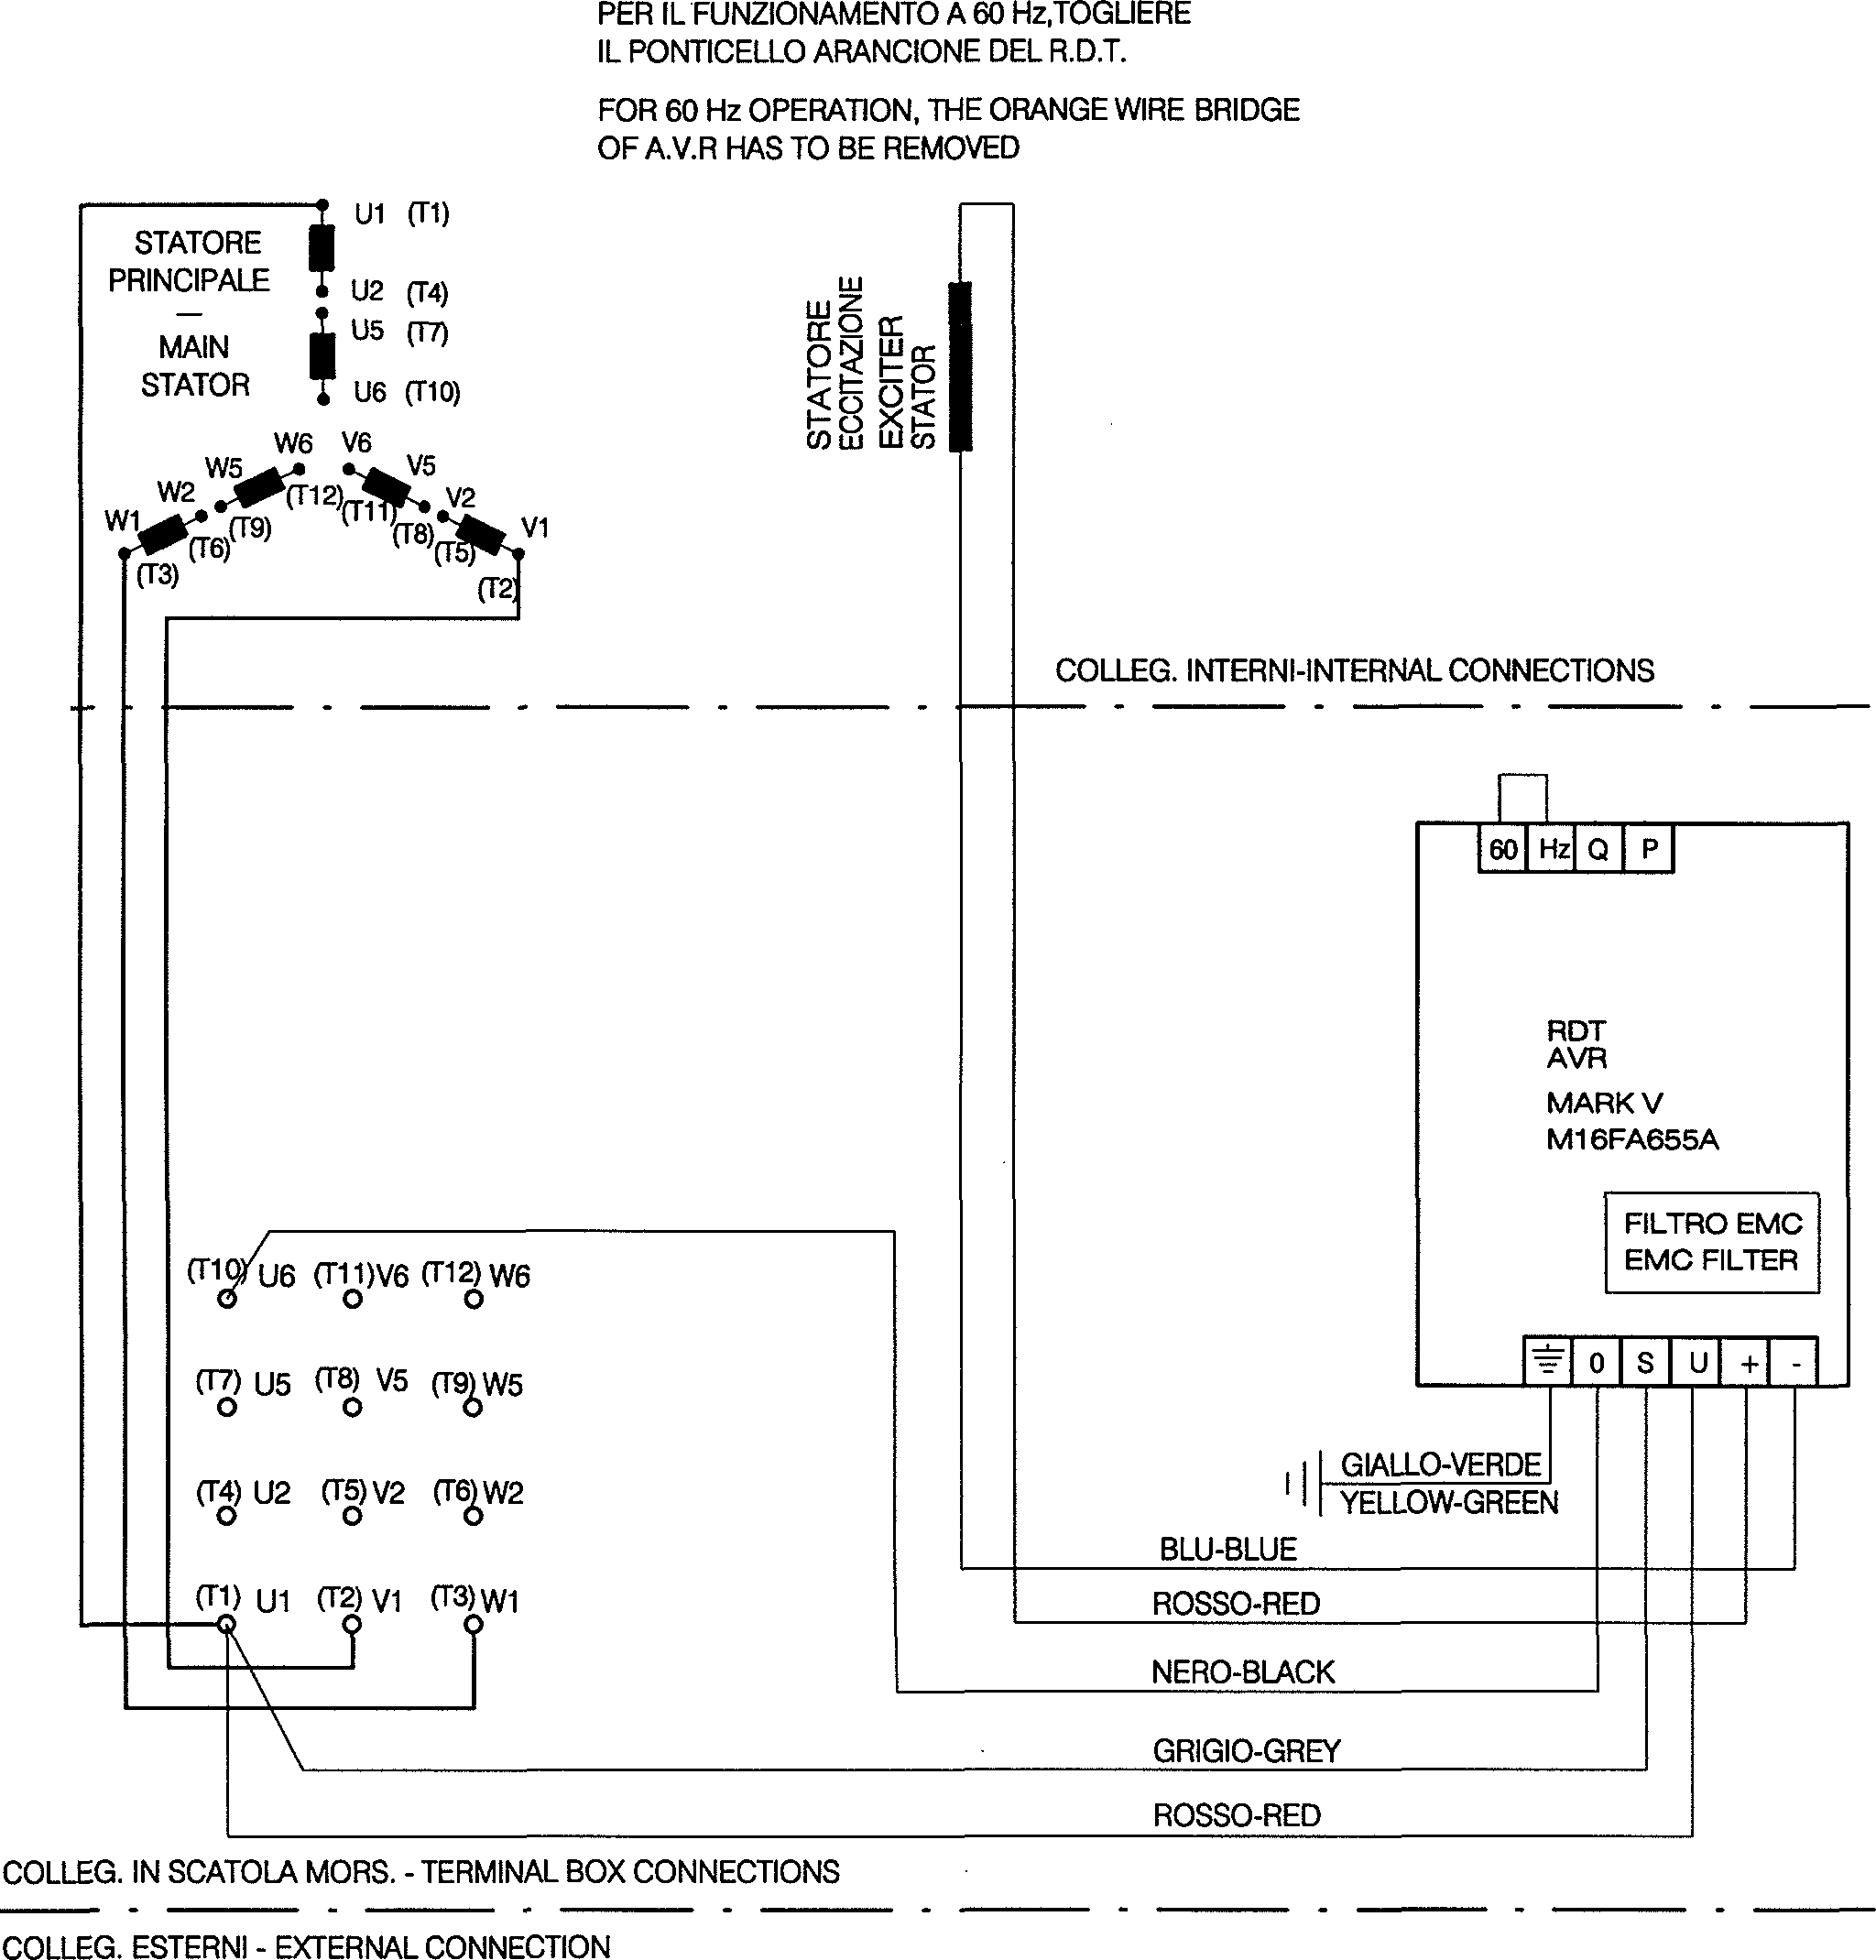 PER IL FUNZIONAMENTO A 60 Hz,TOGLIERE
IL PONTICELLO ARANCIONE DEL R.D.T.
FOR 60 Hz OPERATION, THE ORANGE WIRE BRIDGE
OF A.V.R HAS TO BE REMOVED
STATORE
PRINCIPALE
—
MAIN
STATOR
U1 (T1)
U2 (T4)
U5 (T7)
U6 (T10)
W6 V6
W5 V5
(T12) (T11)
W2 V2
(T9) (T8)
W1 V1
(T6) (T5)
(T3) (T2)
STATORE
ECCITAZIONE
EXCITER
STATOR
COLLEG. INTERNI-INTERNAL CONNECTIONS
60 Hz Q P
RDT
AVR
MARK V
M16FA655A
FILTRO EMC
EMC FILTER
0 S U + -
(T10) U6 (T11) V6 (T12) W6
(T7) U5 (T8) V5 (T9) W5
(T4) U2 (T5) V2 (T6) W2
(T1) U1 (T2) V1 (T3) W1
GIALLO-VERDE
YELLOW-GREEN
BLU-BLUE
ROSSO-RED
NERO-BLACK
GRIGIO-GREY
ROSSO-RED
COLLEG. IN SCATOLA MORS. - TERMINAL BOX CONNECTIONS
COLLEG. ESTERNI - EXTERNAL CONNECTION